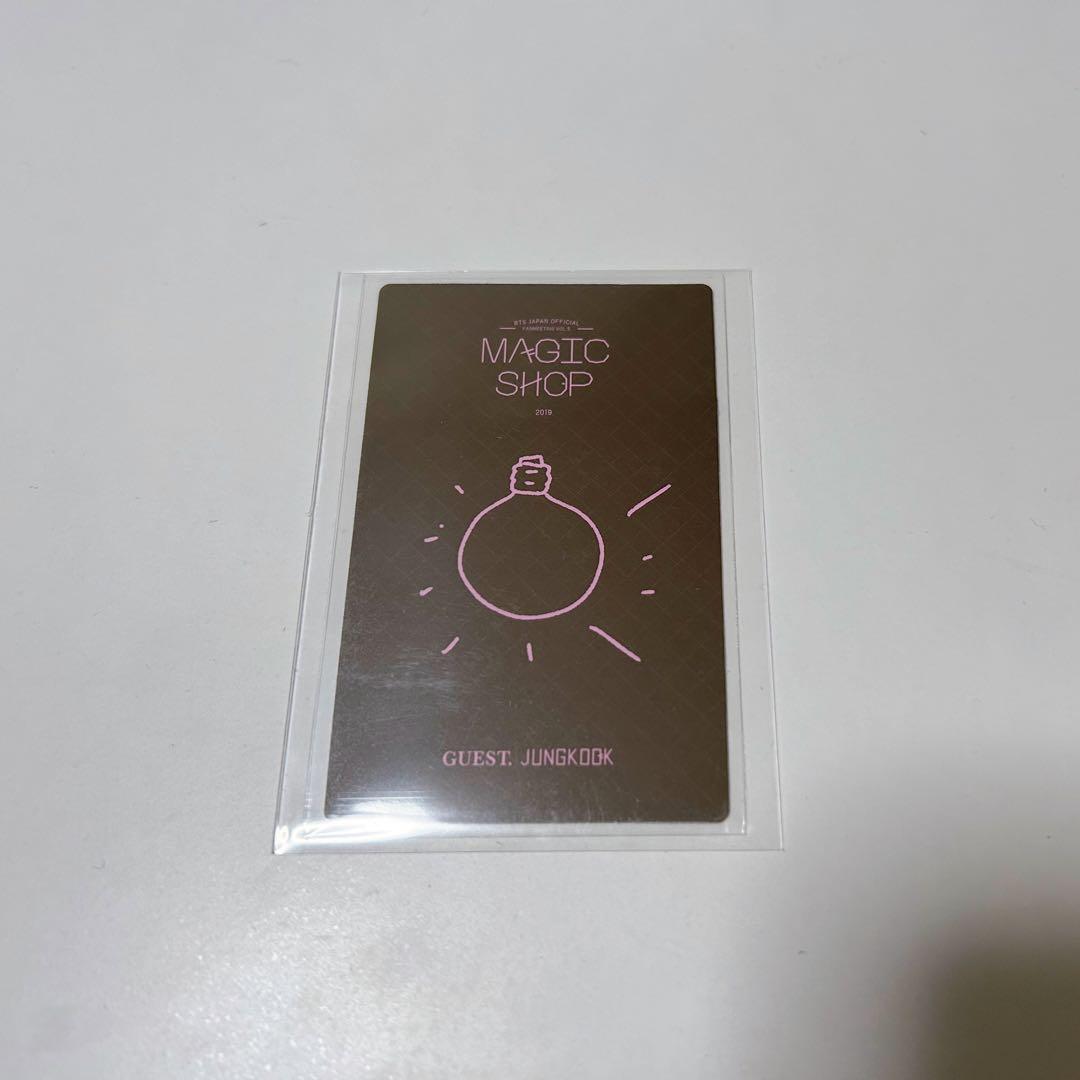 BTS JAPAN OFFICIAL
FANMEETING VOL.5
MAGIC
SHOP
2019
GUEST. JUNGKOOK